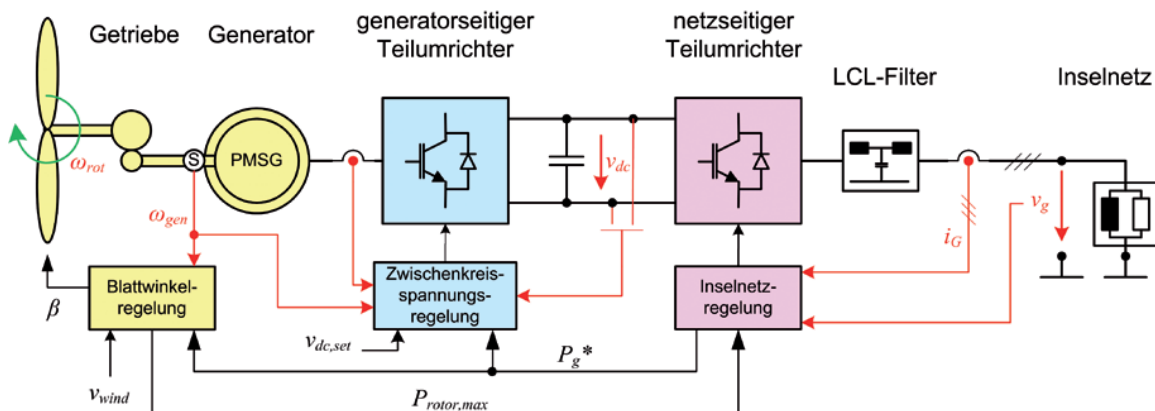 Getriebe
Generator
generatorseitiger
Teilumrichter
netzseitiger
Teilumrichter
LCL-Filter
Inselnetz
ω_rot
S
PMSG
v_dc
ω_gen
i_G
v_g
β
Blattwinkel-
regelung
Zwischenkreis-
spannungs-
regelung
Inselnetz-
regelung
v_dc,set
P_g*
v_wind
P_rotor,max